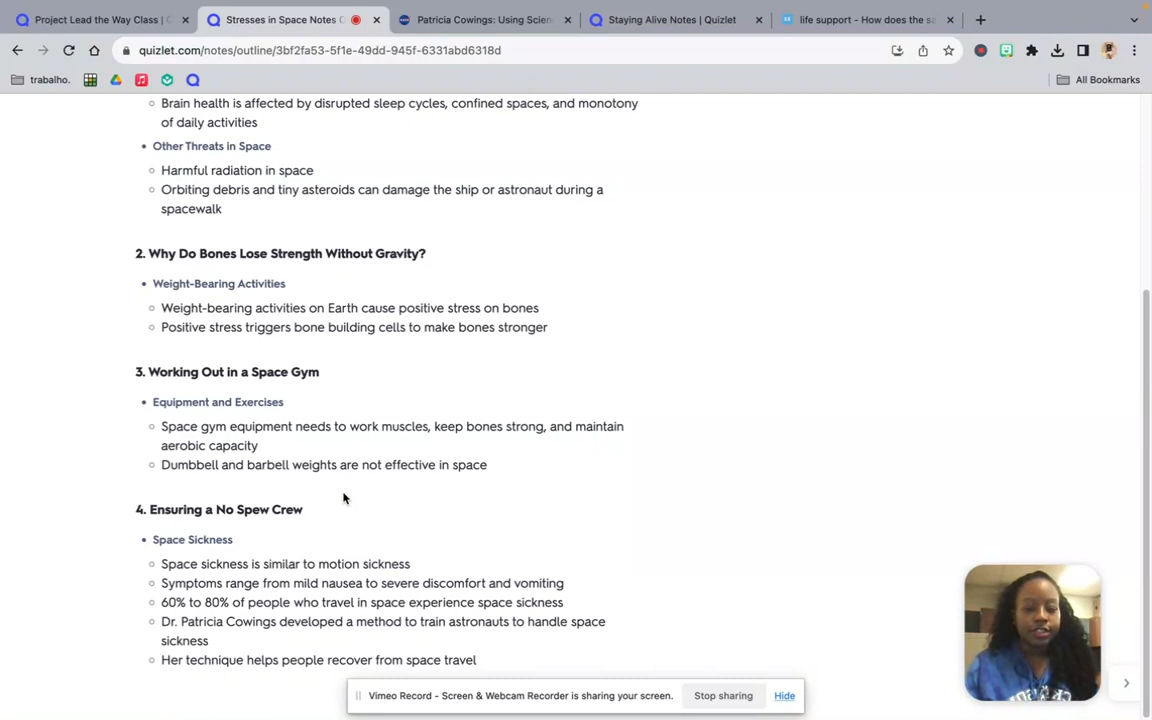 Project Lead the Way Class | C
Stresses in Space Notes
Patricia Cowings: Using Scien
Staying Alive Notes | Quizlet
life support - How does the sa
quizlet.com/notes/outline/3bf2fa53-5f1e-49dd-945f-6331abd6318d
trabalho.
All Bookmarks
Brain health is affected by disrupted sleep cycles, confined spaces, and monotony
of daily activities
Other Threats in Space
Harmful radiation in space
Orbiting debris and tiny asteroids can damage the ship or astronaut during a
spacewalk
2. Why Do Bones Lose Strength Without Gravity?
Weight-Bearing Activities
Weight-bearing activities on Earth cause positive stress on bones
Positive stress triggers bone building cells to make bones stronger
3. Working Out in a Space Gym
Equipment and Exercises
Space gym equipment needs to work muscles, keep bones strong, and maintain
aerobic capacity
Dumbbell and barbell weights are not effective in space
4. Ensuring a No Spew Crew
Space Sickness
Space sickness is similar to motion sickness
Symptoms range from mild nausea to severe discomfort and vomiting
60% to 80% of people who travel in space experience space sickness
Dr. Patricia Cowings developed a method to train astronauts to handle space
sickness
Her technique helps people recover from space travel
Vimeo Record - Screen & Webcam Recorder is sharing your screen.
Stop sharing
Hide